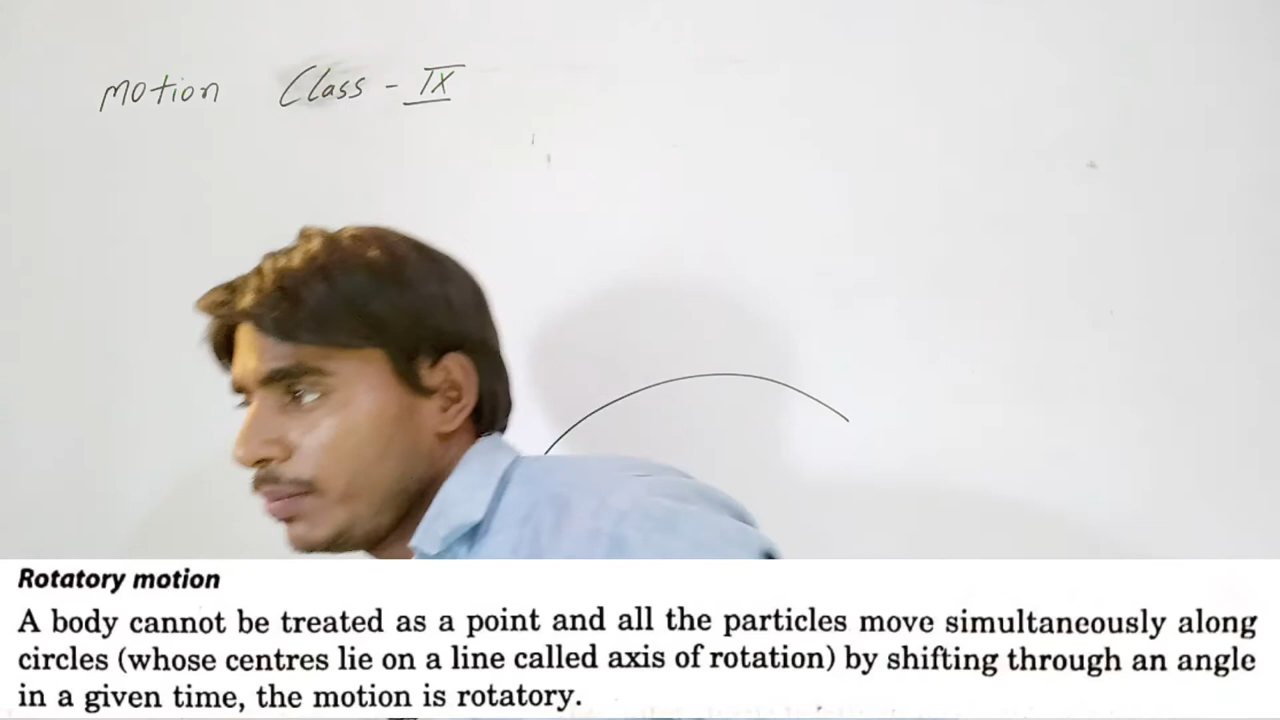 Motion Class - IX
Rotatory motion
A body cannot be treated as a point and all the particles move simultaneously along
circles (whose centres lie on a line called axis of rotation) by shifting through an angle
in a given time, the motion is rotatory.